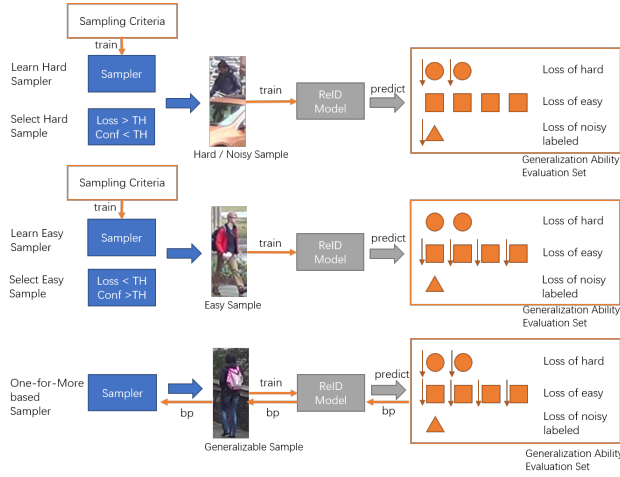 Sampling Criteria
train
Learn Hard
Sampler
Sampler
Select Hard
Sample
Loss > TH
Conf < TH
train
ReID
Model
predict
Hard / Noisy Sample
Loss of hard
Loss of easy
Loss of noisy
labeled
Generalization Ability
Evaluation Set
Sampling Criteria
train
Learn Easy
Sampler
Sampler
Select Easy
Sample
Loss < TH
Conf >TH
train
ReID
Model
predict
Easy Sample
Loss of hard
Loss of easy
Loss of noisy
labeled
Generalization Ability
Evaluation Set
One-for-More
based
Sampler
Sampler
bp
train
bp
ReID
Model
predict
bp
Generalizable Sample
Loss of hard
Loss of easy
Loss of noisy
labeled
Generalization Ability
Evaluation Set